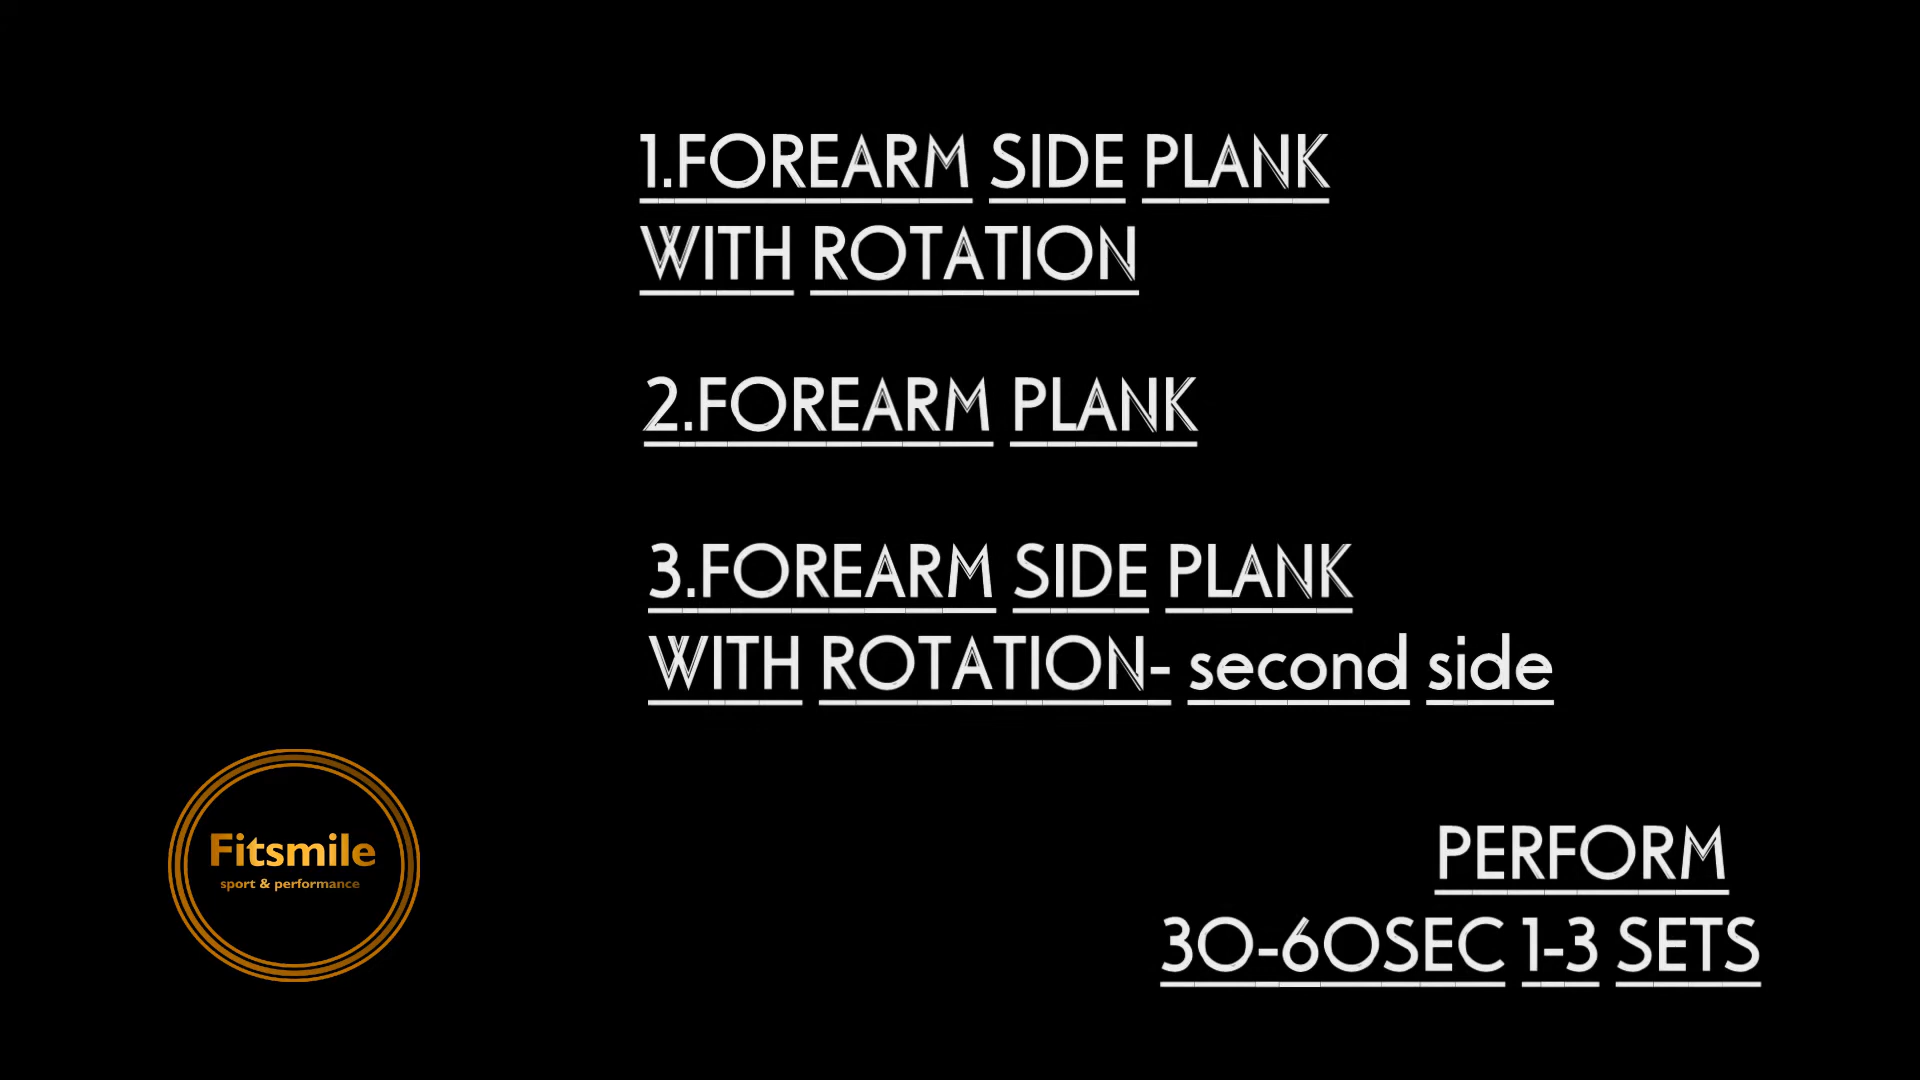 1.FOREARM SIDE PLANK
WITH ROTATION
2.FOREARM PLANK
3.FOREARM SIDE PLANK
WITH ROTATION- second side
Fitsmile
sport & performance
PERFORM
30-60SEC 1-3 SETS